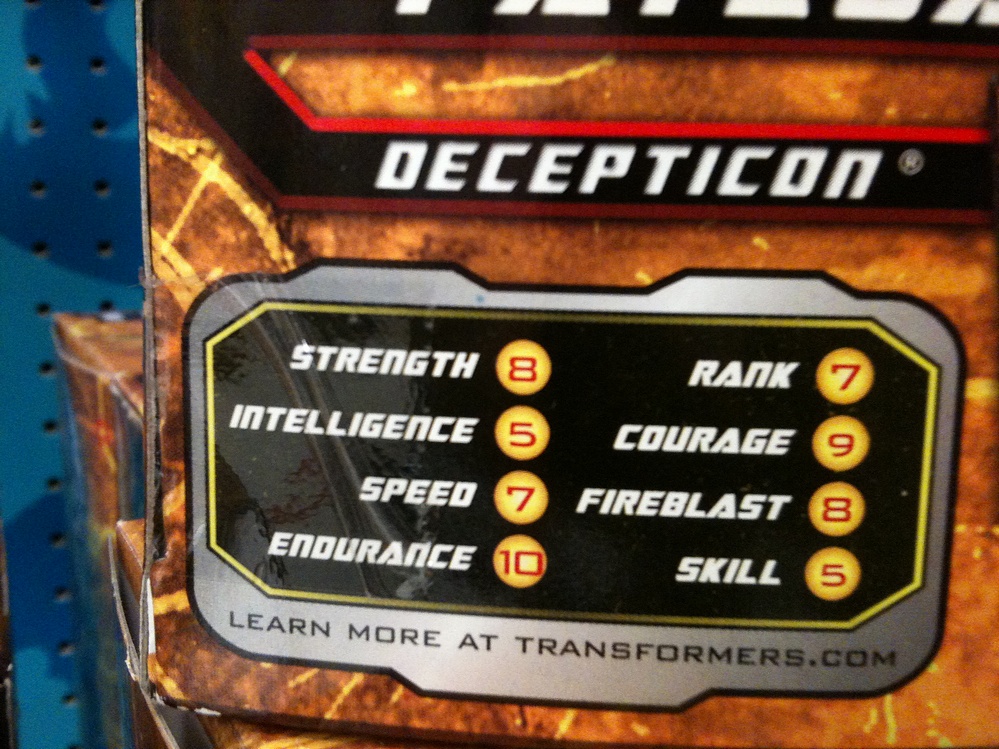 DECEPTICON®
STRENGTH 8
INTELLIGENCE 5
SPEED 7
ENDURANCE 10
RANK 7
COURAGE 9
FIREBLAST 8
SKILL 5
LEARN MORE AT TRANSFORMERS.COM